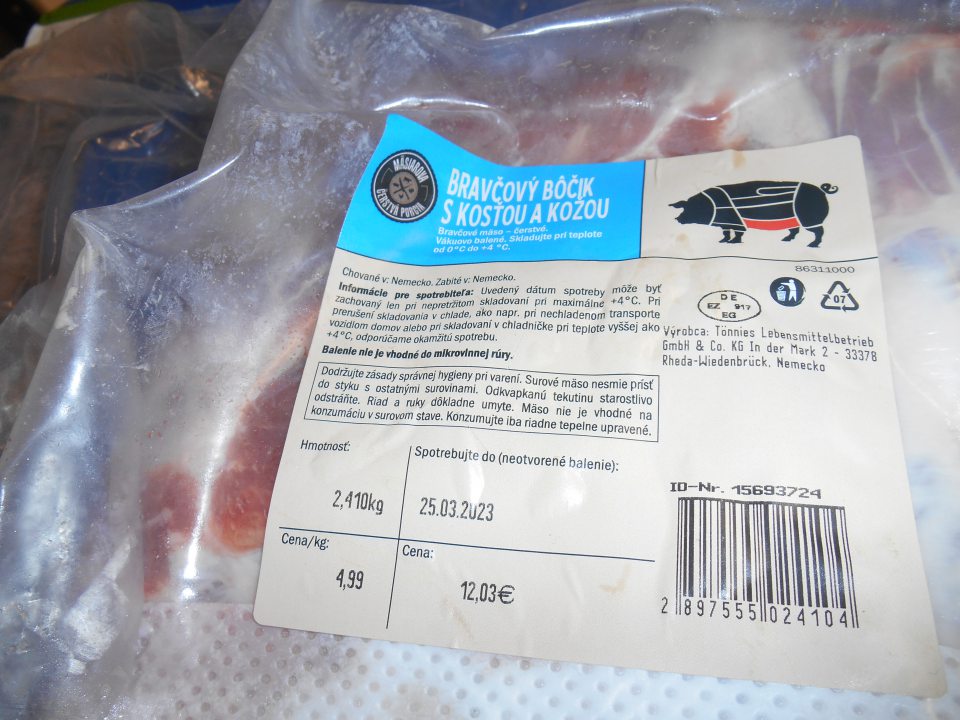 MÄSIAROVA
ČERSTVÁ PORCIA
BRAVČOVÝ BÔČIK
S KOSŤOU A KOŽOU
Bravčové mäso – čerstvé.
Vákuovo balené. Skladujte pri teplote
od 0°C do +4 °C.
86311000
Chované v: Nemecko. Zabité v: Nemecko.
Informácie pre spotrebiteľa: Uvedený dátum spotreby môže byť
zachovaný len pri nepretržitom skladovaní pri maximálne +4°C. Pri
prerušení skladovania v chlade, ako napr. pri nechladenom transporte
vozidlom domov alebo pri skladovaní v chladničke pri teplote vyššej ako
+4°C, odporúčame okamžitú spotrebu.
Balenie nie je vhodné do mikrovlnnej rúry.
DE
EZ 917
EG
07
Výrobca: Tönnies Lebensmittelbetrieb
GmbH & Co. KG In der Mark 2 - 33378
Rheda-Wiedenbrück, Nemecko
Dodržujte zásady správnej hygieny pri varení. Surové mäso nesmie prísť
do styku s ostatnými surovinami. Odkvapkanú tekutinu starostlivo
odstráňte. Riad a ruky dôkladne umyte. Mäso nie je vhodné na
konzumáciu v surovom stave. Konzumujte iba riadne tepelne upravené.
Hmotnosť:
2,410kg
Spotrebujte do (neotvorené balenie):
25.03.2023
Cena/kg:
4,99
Cena:
12,03€
ID-Nr. 15693724
2 897555 024104